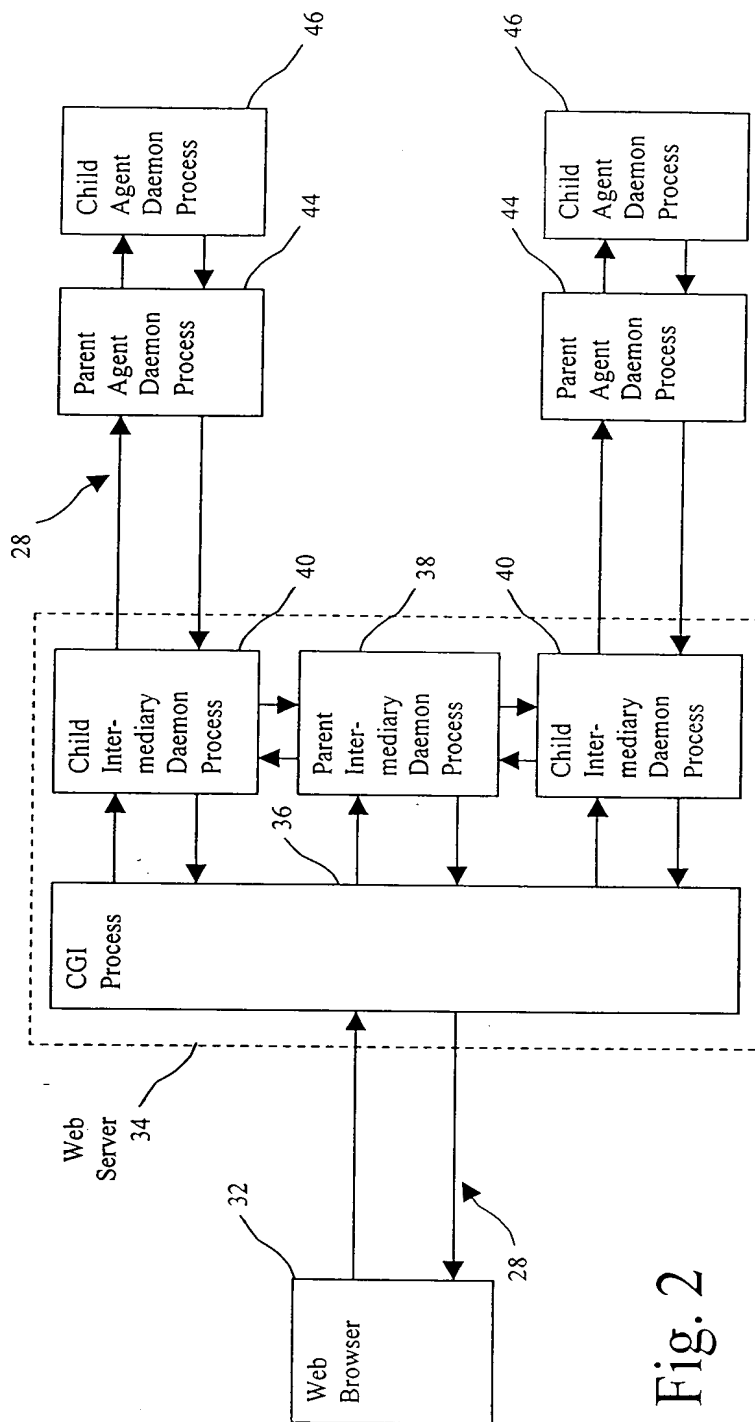 46
Child
Agent
Daemon
Process
44
Parent
Agent
Daemon
Process
28
40
Child
Inter-
mediary
Daemon
Process
38
Parent
Inter-
mediary
Daemon
Process
40
Child
Inter-
mediary
Daemon
Process
46
Child
Agent
Daemon
Process
44
Parent
Agent
Daemon
Process
36
CGI
Process
Web
Server
34
32
Web
Browser
28
Fig. 2